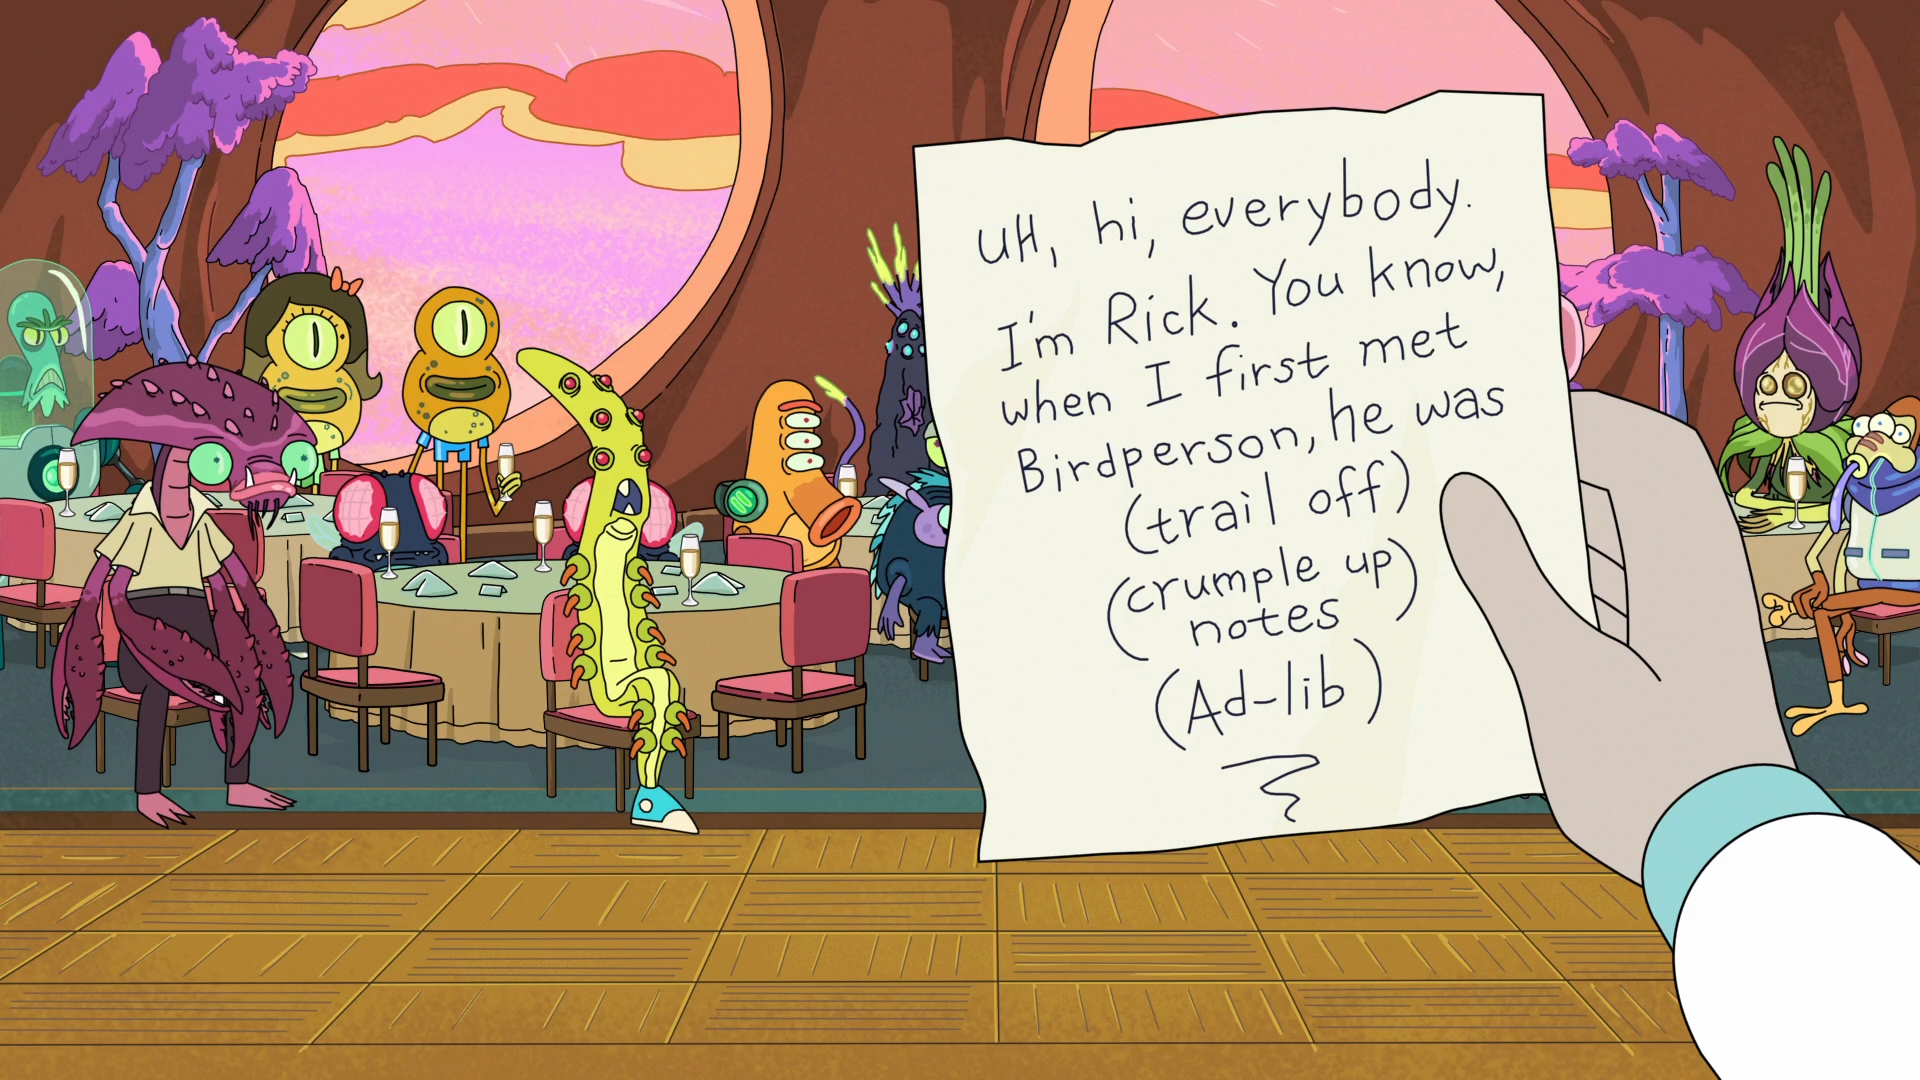 uH, hi, everybody.
I'm Rick. You know,
when I first met
Birdperson, he was
(trail off)
(crumple up
notes)
(Ad-lib)